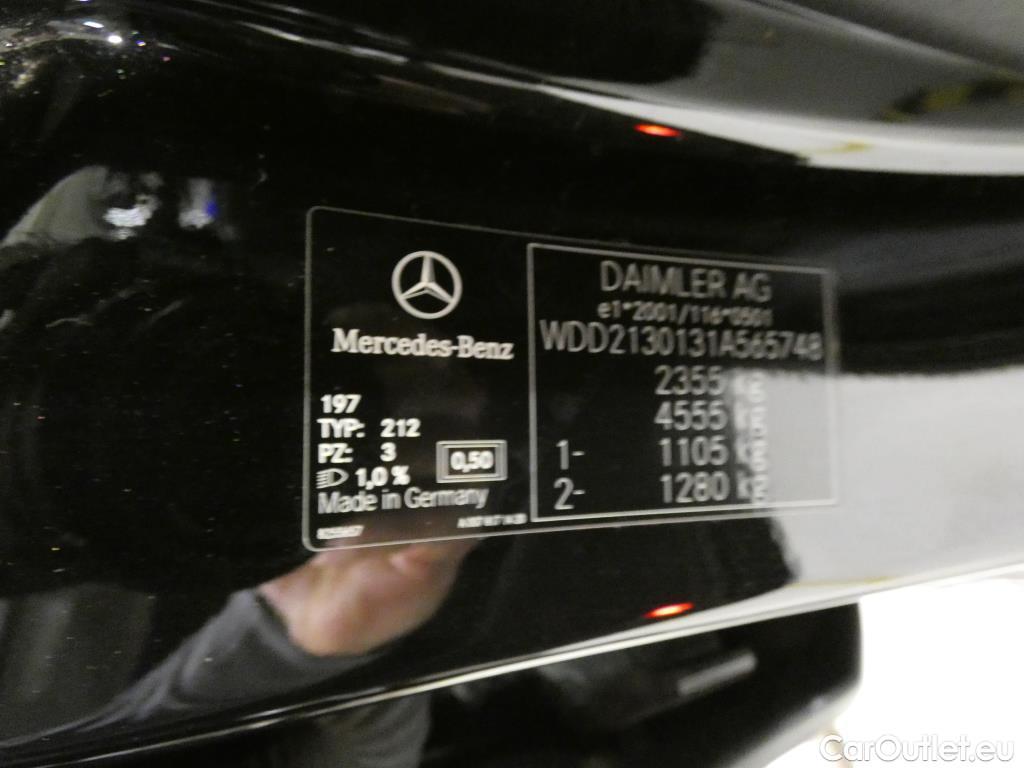 Mercedes-Benz
197
TYP: 212
PZ: 3
1,0 %
0,50
Made in Germany
DAIMLER AG
e1*2001/116*0501
WDD2130131A565748
2355 kg
4555 kg
1- 1105 kg
2- 1280 kg
CarOutlet.eu